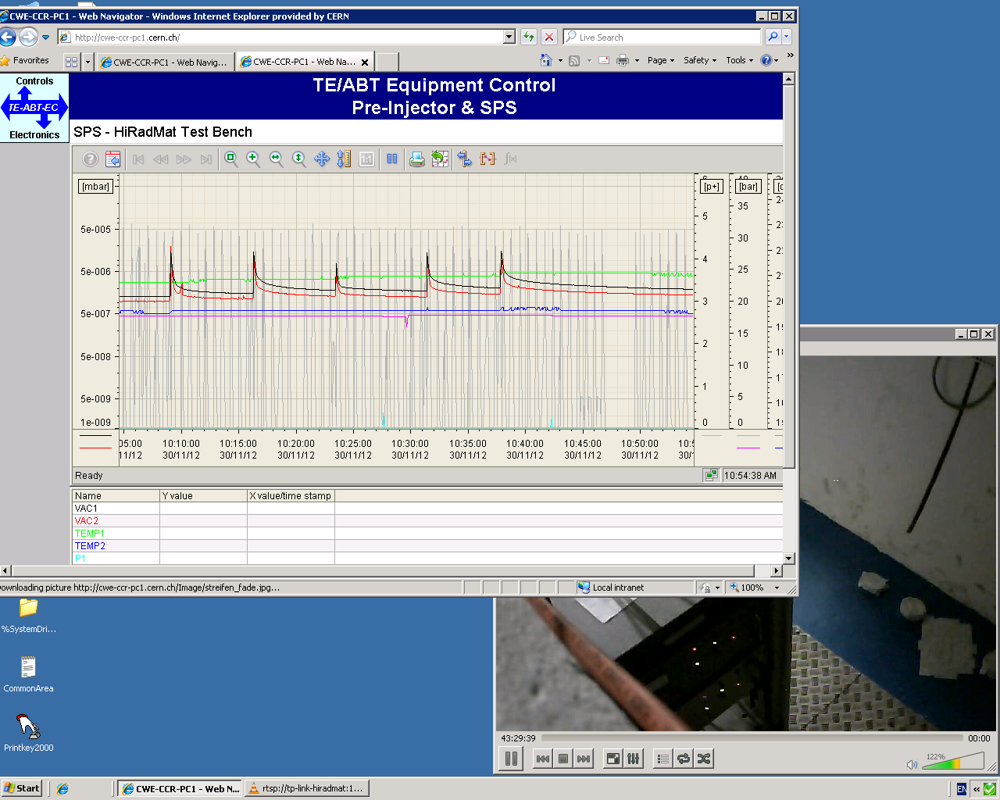 CWE-CCR-PC1 - Web Navigator - Windows Internet Explorer provided by CERN
http://cwe-ccr-pc1.cern.ch/
Live Search
Favorites
CWE-CCR-PC1 - Web Navig...
CWE-CCR-PC1 - Web Na...
Page
Safety
Tools
Controls
TE-ABT-EC
Electronics
TE/ABT Equipment Control
Pre-Injector & SPS
SPS - HiRadMat Test Bench
1:1
f(x)
[mbar]
[p+]
[bar]
5e-005
5e-006
5e-007
5e-008
5e-009
1e-009
5
4
3
2
1
0
35
30
25
20
15
10
5
0
05:00 10:10:00 10:15:00 10:20:00 10:25:00 10:30:00 10:35:00 10:40:00 10:45:00 10:50:00 10:5
11/12 30/11/12 30/11/12 30/11/12 30/11/12 30/11/12 30/11/12 30/11/12 30/11/12 30/11/12 30/
Ready
10:54:38 AM
Name Y value X value/time stamp
VAC1
VAC2
TEMP1
TEMP2
P1
ownloading picture http://cwe-ccr-pc1.cern.ch/Image/streifen_fade.jpg...
Local intranet
100%
%SystemDri...
CommonArea
Printkey2000
43:29:39
00:00
122%
Start
CWE-CCR-PC1 - Web N...
rtsp://tp-link-hiradmat:1...
EN